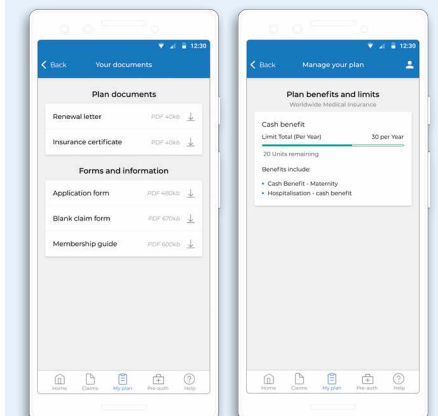 12:30
Back Your documents
Plan documents
Renewal letter PDF 40kb
Insurance certificate PDF 40kb
Forms and information
Application form PDF 480kb
Blank claim form PDF 670kb
Membership guide PDF 600kb
Home Claims My plan Pre-auth Help
12:30
Back Manage your plan
Plan benefits and limits
Worldwide Medical Insurance
Cash benefit
Limit Total (Per Year) 30 per Year
20 Units remaining
Benefits include:
• Cash Benefit - Maternity
• Hospitalisation - cash benefit
Home Claims My plan Pre-auth Help